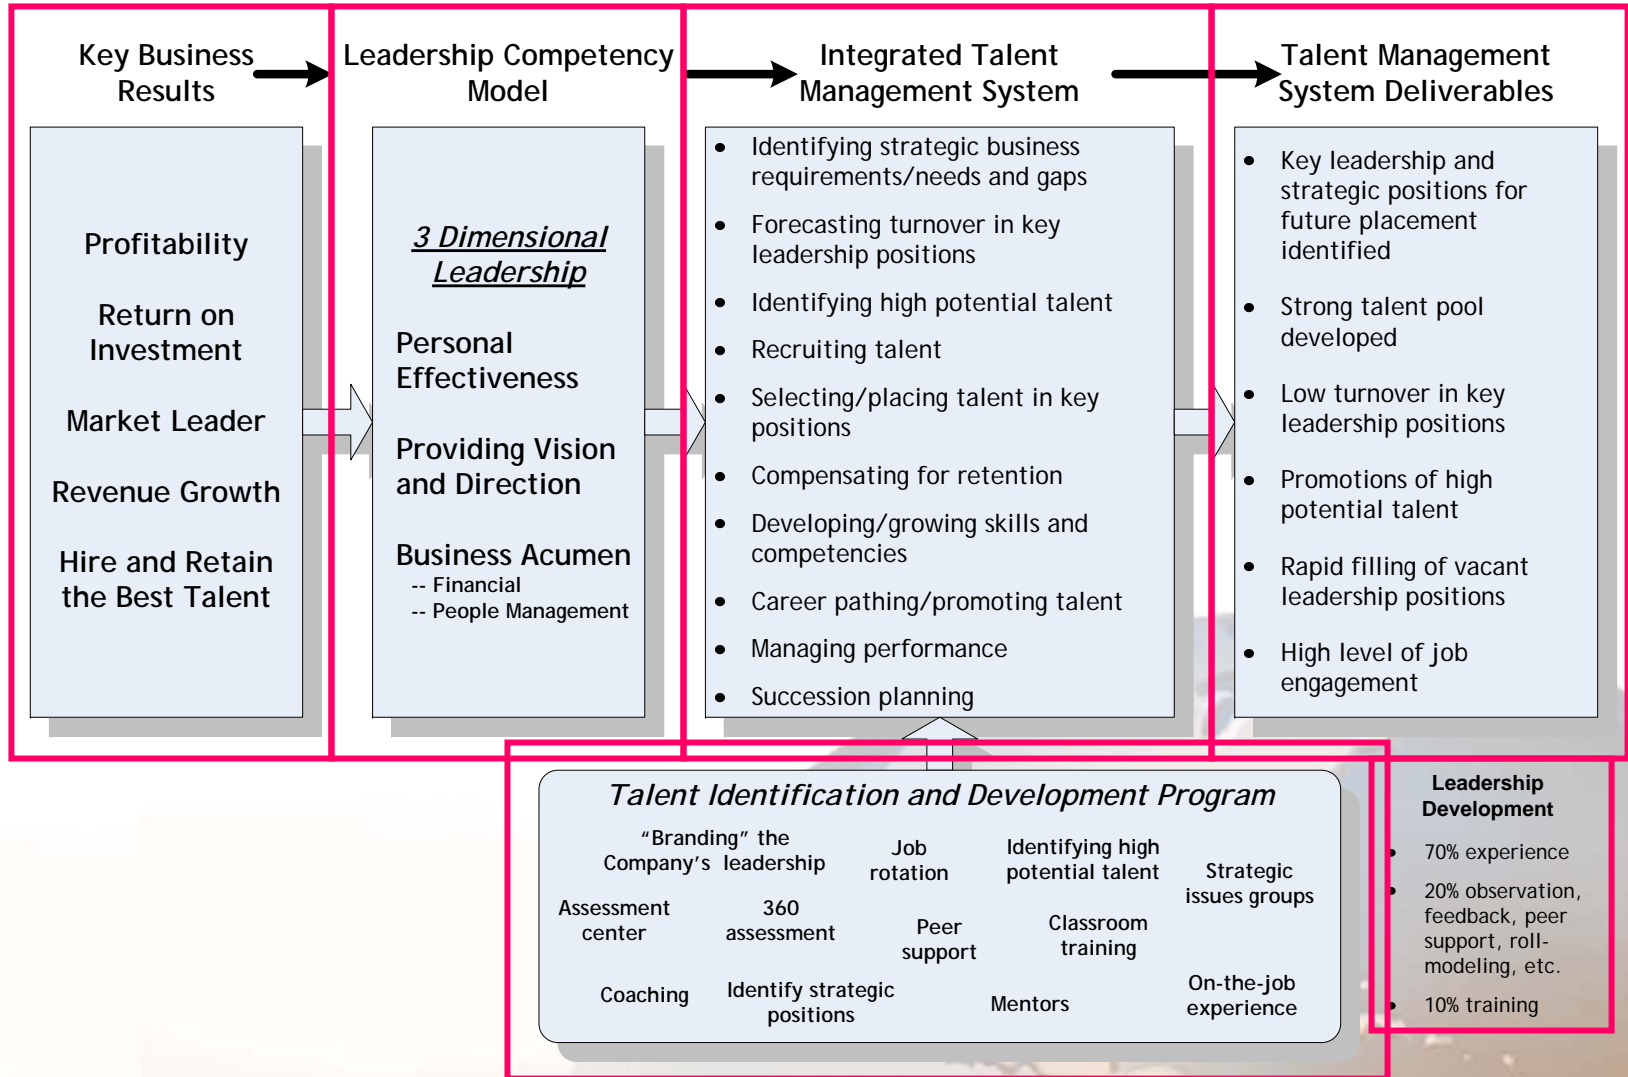 Key Business
Results
Leadership Competency
Model
Integrated Talent
Management System
Talent Management
System Deliverables
Profitability
Return on
Investment
Market Leader
Revenue Growth
Hire and Retain
the Best Talent
3 Dimensional
Leadership
Personal
Effectiveness
Providing Vision
and Direction
Business Acumen
-- Financial
-- People Management
• Identifying strategic business
requirements/needs and gaps
• Forecasting turnover in key
leadership positions
• Identifying high potential talent
• Recruiting talent
• Selecting/placing talent in key
positions
• Compensating for retention
• Developing/growing skills and
competencies
• Career pathing/promoting talent
• Managing performance
• Succession planning
• Key leadership and
strategic positions for
future placement
identified
• Strong talent pool
developed
• Low turnover in key
leadership positions
• Promotions of high
potential talent
• Rapid filling of vacant
leadership positions
• High level of job
engagement
Talent Identification and Development Program
“Branding” the
Company’s leadership
Job
rotation
Identifying high
potential talent
Strategic
issues groups
Assessment
center
360
assessment
Peer
support
Classroom
training
Coaching
Identify strategic
positions
Mentors
On-the-job
experience
Leadership
Development
• 70% experience
• 20% observation,
feedback, peer
support, roll-
modeling, etc.
• 10% training